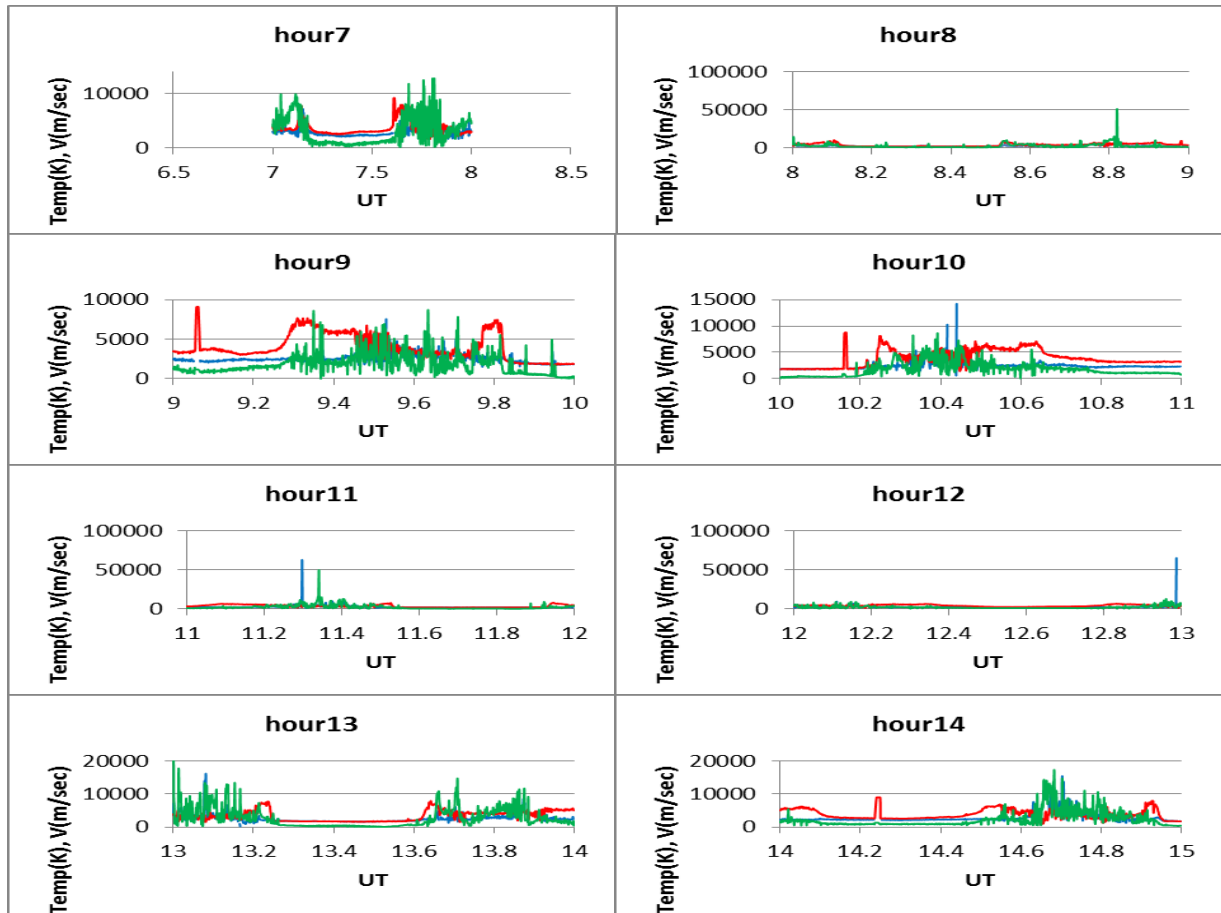 hour7
Temp(K), V(m/sec)
10000
0
6.5 7 7.5 8 8.5
UT
hour8
Temp(K), V(m/sec)
100000
50000
0
8 8.2 8.4 8.6 8.8 9
UT
hour9
Temp(K), V(m/sec)
10000
5000
0
9 9.2 9.4 9.6 9.8 10
UT
hour10
Temp(K), V(m/sec)
15000
10000
5000
0
10 10.2 10.4 10.6 10.8 11
UT
hour11
Temp(K), V(m/sec)
100000
50000
0
11 11.2 11.4 11.6 11.8 12
UT
hour12
Temp(K), V(m/sec)
100000
50000
0
12 12.2 12.4 12.6 12.8 13
UT
hour13
Temp(K), V(m/sec)
20000
10000
0
13 13.2 13.4 13.6 13.8 14
UT
hour14
Temp(K), V(m/sec)
20000
10000
0
14 14.2 14.4 14.6 14.8 15
UT